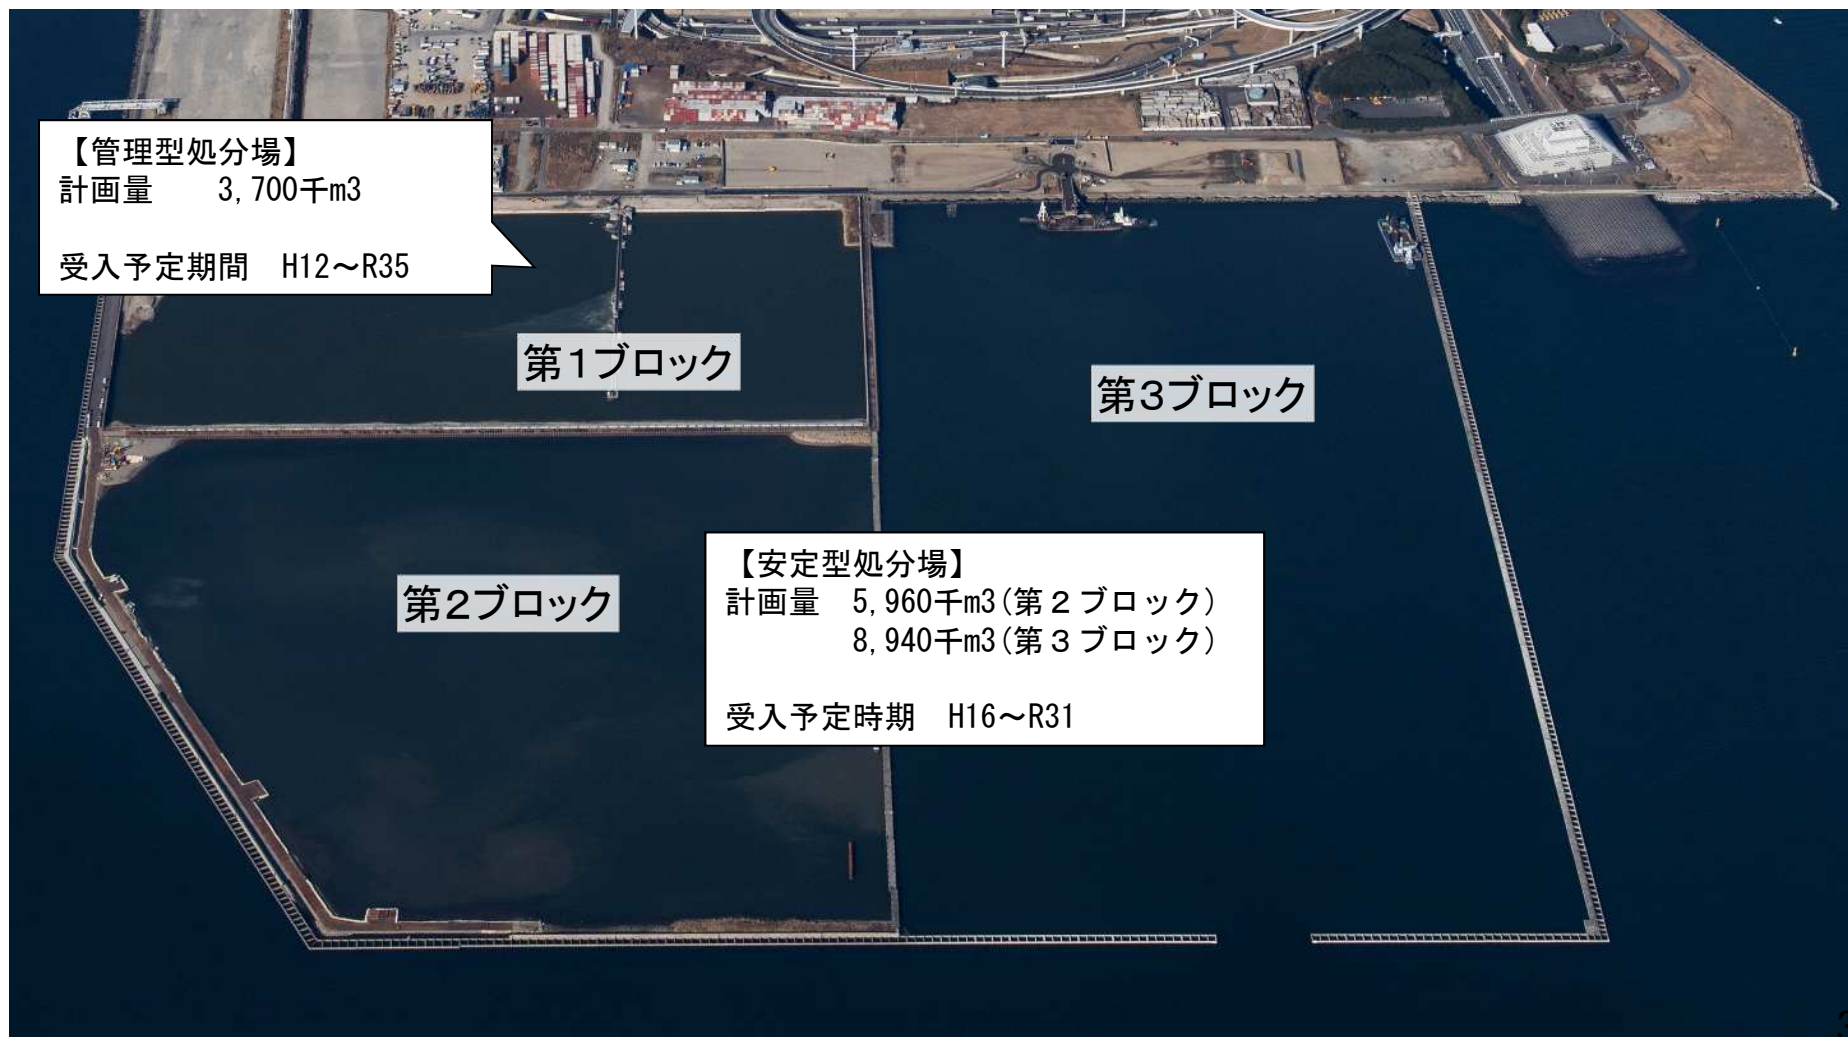 【管理型処分場】
計画量　　3,700千m3
受入予定期間　H12～R35
第1ブロック
第3ブロック
第2ブロック
【安定型処分場】
計画量　5,960千m3(第２ブロック)
8,940千m3(第３ブロック)
受入予定時期　H16～R31
3